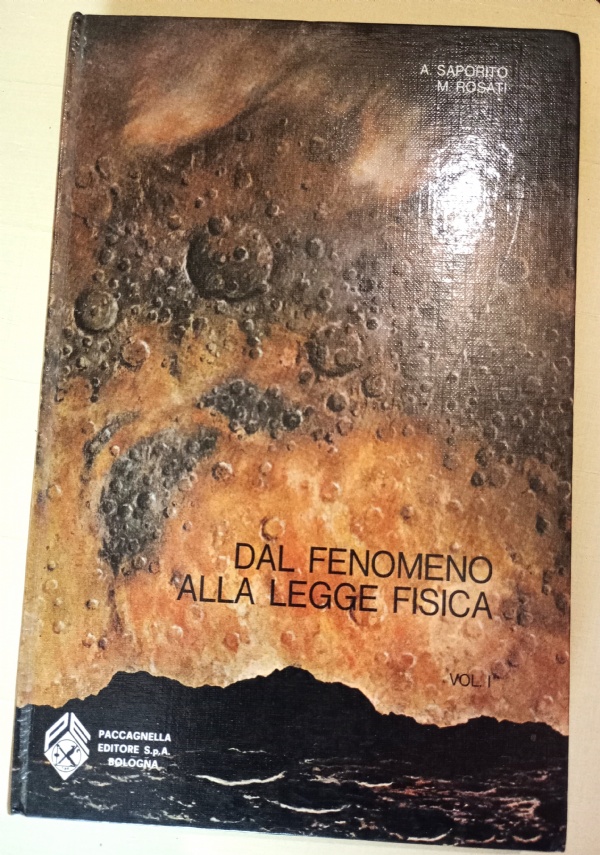 A. SAPORITO
M. ROSATI
DAL FENOMENO
ALLA LEGGE FISICA
VOL. I°
PACCAGNELLA
EDITORE S.p.A.
BOLOGNA